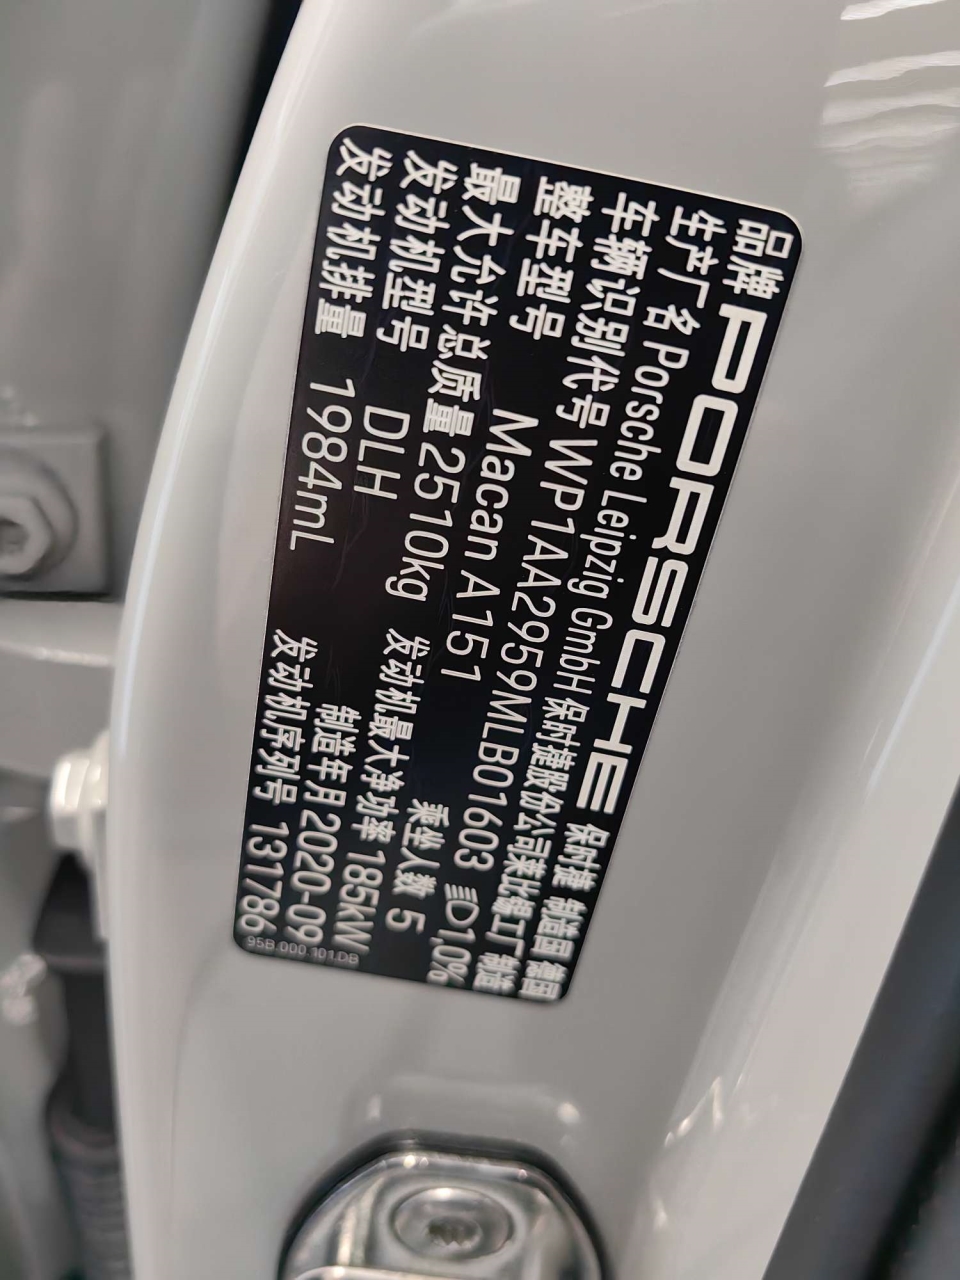 品牌 PORSCHE 保时捷 制造国 德国
生产厂名 Porsche Leipzig GmbH 保时捷股份公司莱比锡工厂制造
车辆识别代号 WP1AA2959MLB01603 1,0%
整车型号 Macan A151 乘坐人数 5
最大允许总质量 2510kg 发动机最大净功率 185kW
发动机型号 DLH 制造年月 2020-09
发动机排量 1984mL 发动机序列号 131786
95B.000.101.DB